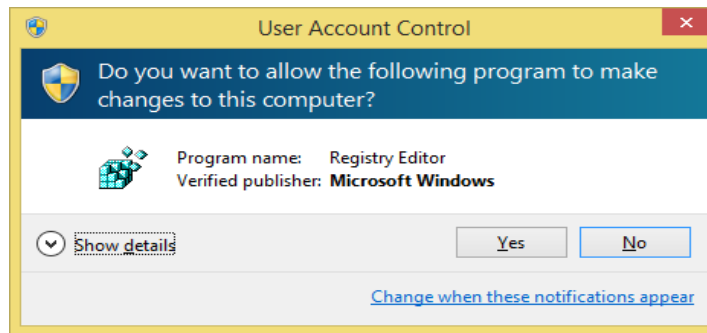 User Account Control
Do you want to allow the following program to make
changes to this computer?
Program name: Registry Editor
Verified publisher: Microsoft Windows
Show details
Yes
No
Change when these notifications appear